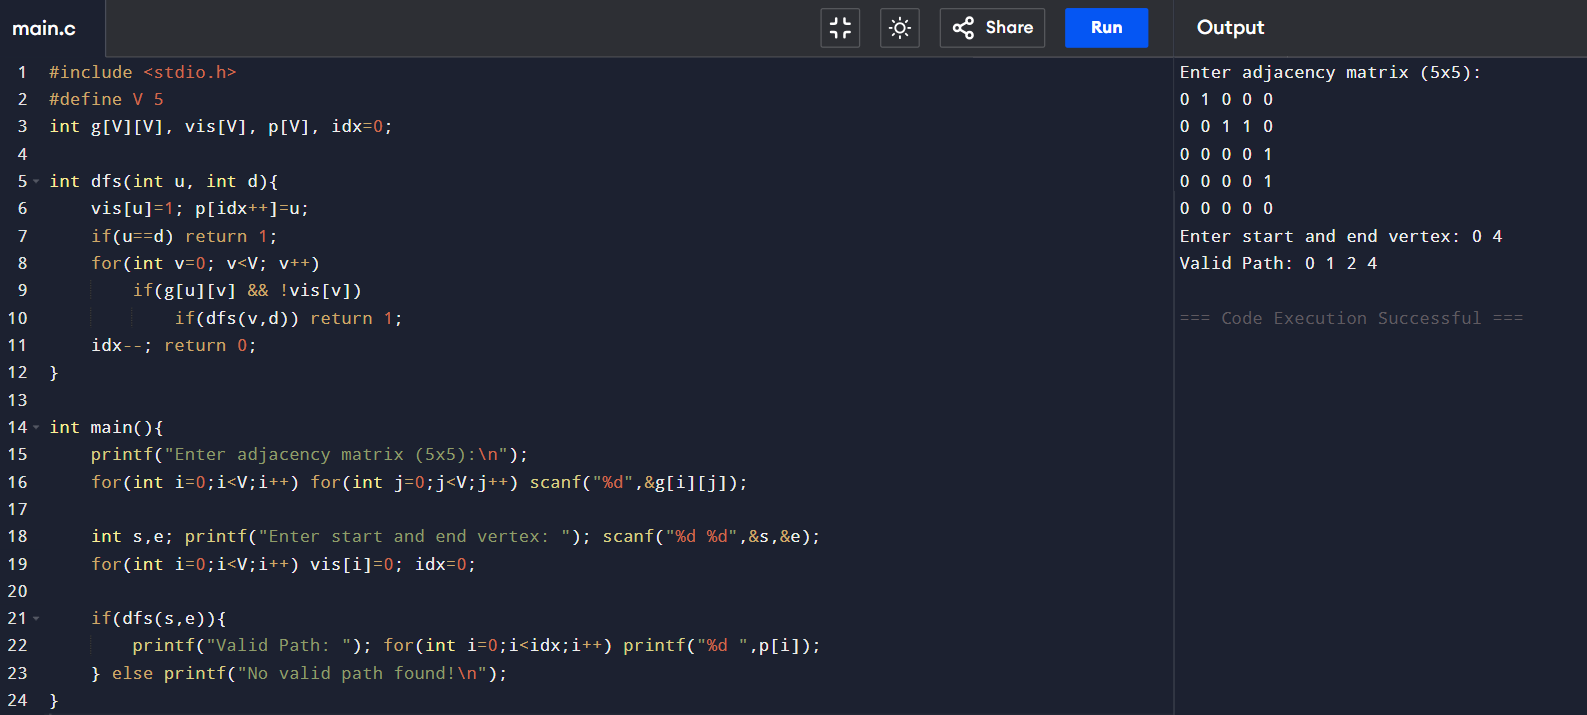 main.c
Share
Run
Output
1 #include <stdio.h>
2 #define V 5
3 int g[V][V], vis[V], p[V], idx=0;
4
5 int dfs(int u, int d){
6     vis[u]=1; p[idx++]=u;
7     if(u==d) return 1;
8     for(int v=0; v<V; v++)
9         if(g[u][v] && !vis[v])
10             if(dfs(v,d)) return 1;
11     idx--; return 0;
12 }
13
14 int main(){
15     printf("Enter adjacency matrix (5x5):\n");
16     for(int i=0;i<V;i++) for(int j=0;j<V;j++) scanf("%d",&g[i][j]);
17
18     int s,e; printf("Enter start and end vertex: "); scanf("%d %d",&s,&e);
19     for(int i=0;i<V;i++) vis[i]=0; idx=0;
20
21     if(dfs(s,e)){
22         printf("Valid Path: "); for(int i=0;i<idx;i++) printf("%d ",p[i]);
23     } else printf("No valid path found!\n");
24 }
Enter adjacency matrix (5x5):
0 1 0 0 0
0 0 1 1 0
0 0 0 0 1
0 0 0 0 1
0 0 0 0 0
Enter start and end vertex: 0 4
Valid Path: 0 1 2 4
=== Code Execution Successful ===